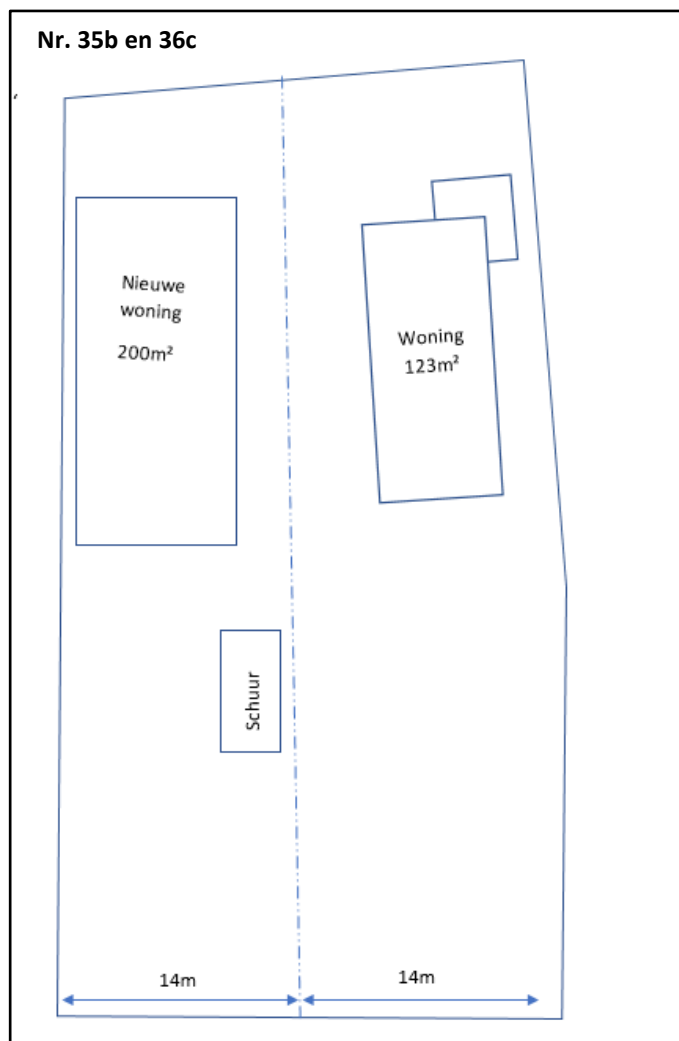 Nr. 35b en 36c
Nieuwe
woning
200m²
Woning
123m²
Schuur
14m
14m